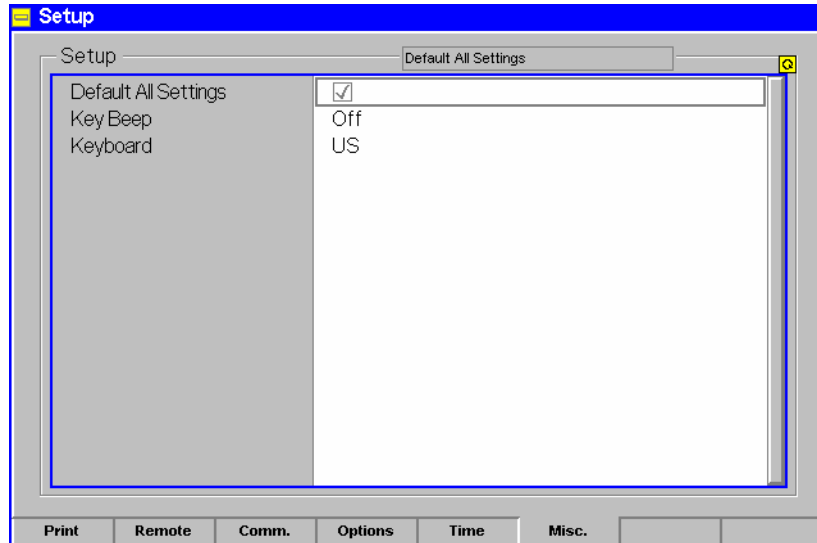 Setup
Setup
Default All Settings
Default All Settings
Key Beep Off
Keyboard US
Print Remote Comm. Options Time Misc.